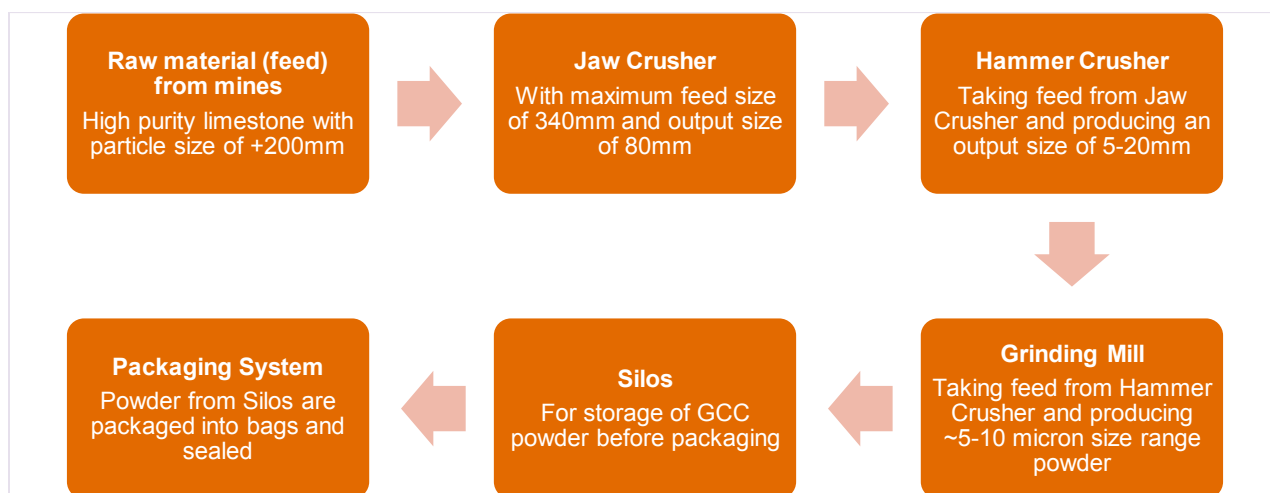 Raw material (feed)
from mines
High purity limestone with
particle size of +200mm
Jaw Crusher
With maximum feed size
of 340mm and output size
of 80mm
Hammer Crusher
Taking feed from Jaw
Crusher and producing an
output size of 5-20mm
Grinding Mill
Taking feed from Hammer
Crusher and producing
~5-10 micron size range
powder
Silos
For storage of GCC
powder before packaging
Packaging System
Powder from Silos are
packaged into bags and
sealed